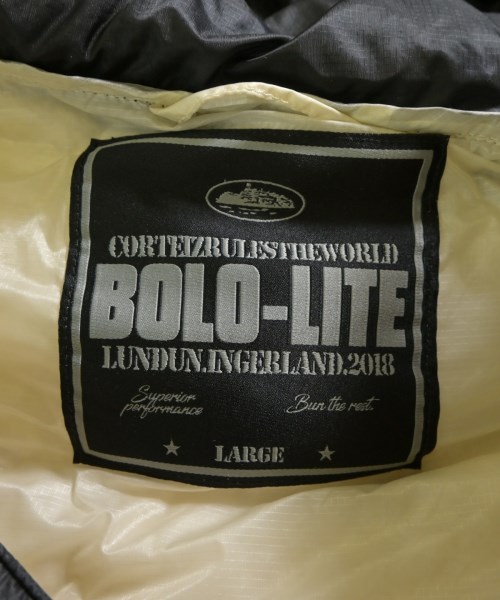 CORTEIZRULESTHEWORLD
BOLO-LITE
LUNDUN.INGERLAND.2018
Superior performance
Bun the rest.
LARGE